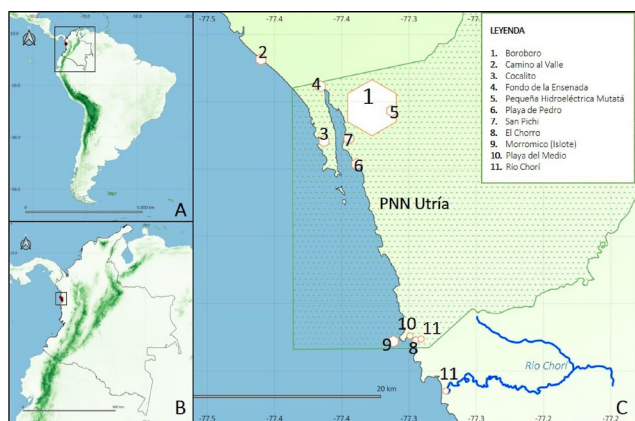 -77.5
-77.4
-77.4
-77.3
-77.3
-77.2
LEYENDA
1. Boroboro
2. Camino al Valle
3. Cocalito
4. Fondo de la Ensenada
5. Pequeña Hidroeléctrica Mutatá
6. Playa de Pedro
7. San Pichi
8. El Chorro
9. Morromico (Islote)
10. Playa del Medio
11. Río Chorí
2
4
1
5
3
7
6
PNN Utría
A
B
10
11
9
8
11
Río Chorí
20 km
C
-77.5
-77.4
-77.4
-77.3
-77.3
-77.2